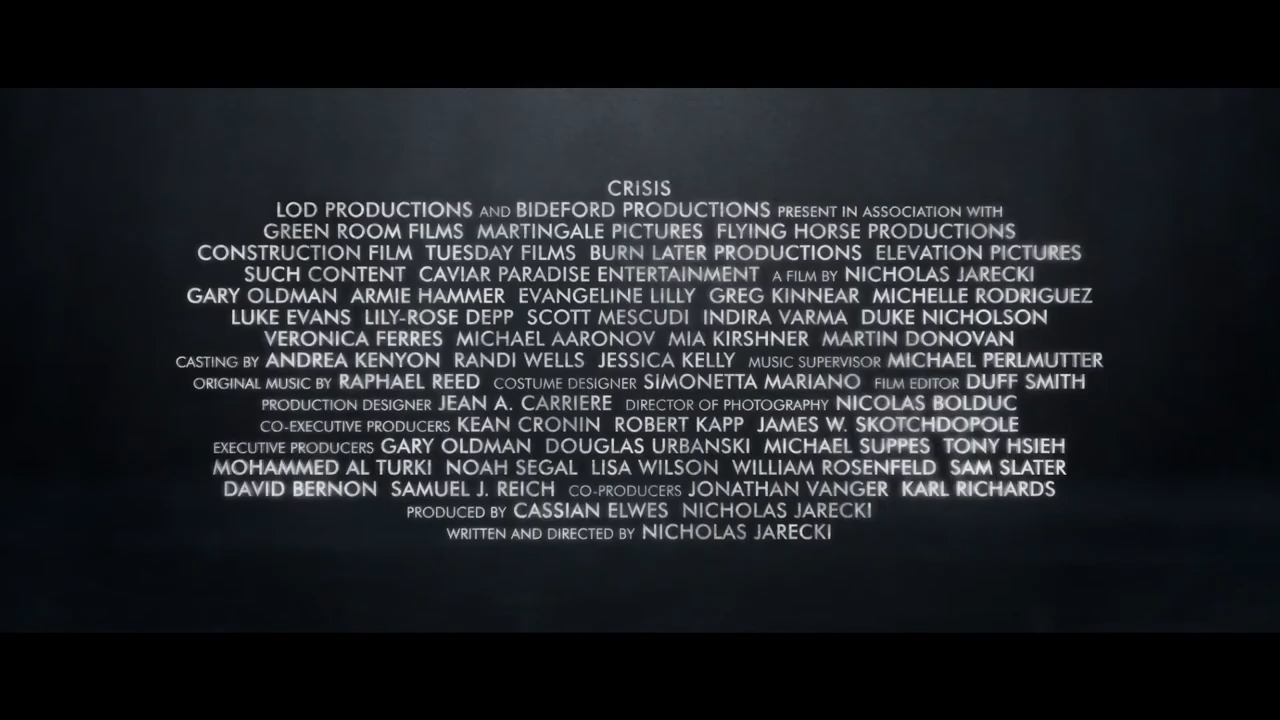 CRISIS
LOD PRODUCTIONS AND BIDEFORD PRODUCTIONS PRESENT IN ASSOCIATION WITH
GREEN ROOM FILMS MARTINGALE PICTURES FLYING HORSE PRODUCTIONS
CONSTRUCTION FILM TUESDAY FILMS BURN LATER PRODUCTIONS ELEVATION PICTURES
SUCH CONTENT CAVIAR PARADISE ENTERTAINMENT A FILM BY NICHOLAS JARECKI
GARY OLDMAN ARMIE HAMMER EVANGELINE LILLY GREG KINNEAR MICHELLE RODRIGUEZ
LUKE EVANS LILY-ROSE DEPP SCOTT MESCUDI INDIRA VARMA DUKE NICHOLSON
VERONICA FERRES MICHAEL AARONOV MIA KIRSHNER MARTIN DONOVAN
CASTING BY ANDREA KENYON RANDI WELLS JESSICA KELLY MUSIC SUPERVISOR MICHAEL PERLMUTTER
ORIGINAL MUSIC BY RAPHAEL REED COSTUME DESIGNER SIMONETTA MARIANO FILM EDITOR DUFF SMITH
PRODUCTION DESIGNER JEAN A. CARRIERE DIRECTOR OF PHOTOGRAPHY NICOLAS BOLDUC
CO-EXECUTIVE PRODUCERS KEAN CRONIN ROBERT KAPP JAMES W. SKOTCHDOPOLE
EXECUTIVE PRODUCERS GARY OLDMAN DOUGLAS URBANSKI MICHAEL SUPPES TONY HSIEH
MOHAMMED AL TURKI NOAH SEGAL LISA WILSON WILLIAM ROSENFELD SAM SLATER
DAVID BERNON SAMUEL J. REICH CO-PRODUCERS JONATHAN VANGER KARL RICHARDS
PRODUCED BY CASSIAN ELWES NICHOLAS JARECKI
WRITTEN AND DIRECTED BY NICHOLAS JARECKI